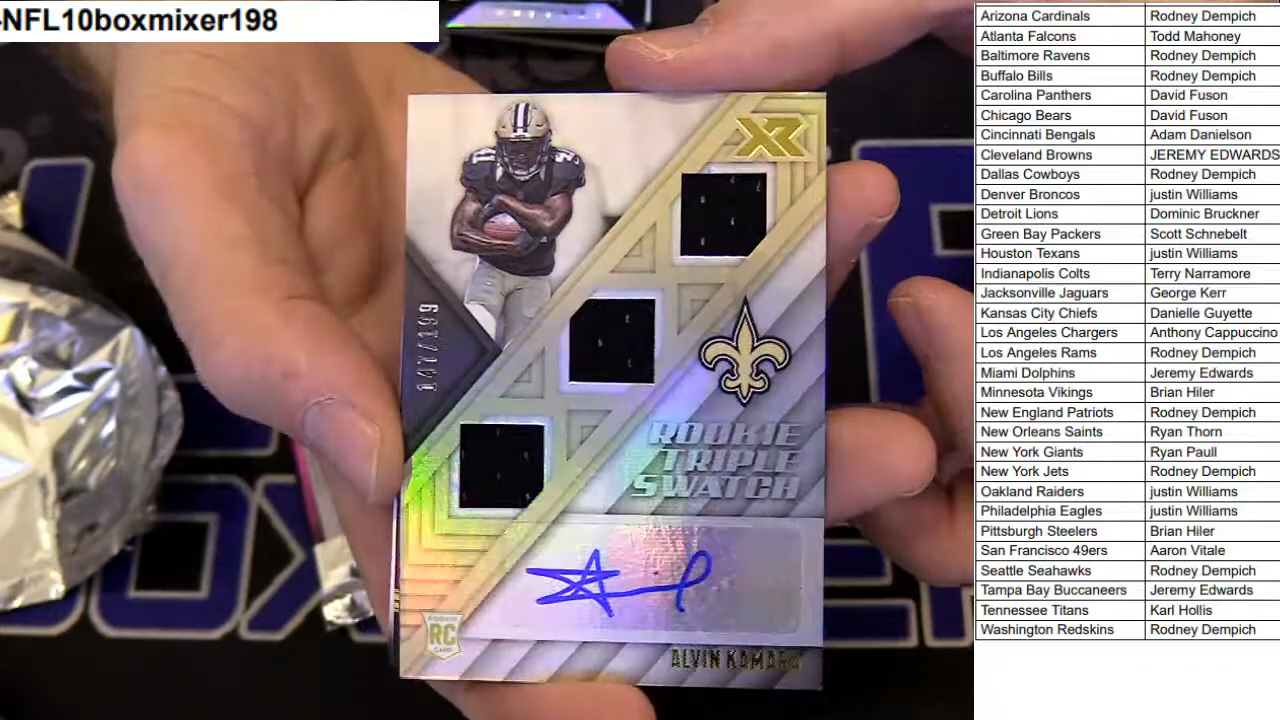 -NFL10boxmixer198
XR
147/199
ROOKIE
TRIPLE
SWATCH
RC
ALVIN KAMARA
Arizona Cardinals Rodney Dempich
Atlanta Falcons Todd Mahoney
Baltimore Ravens Rodney Dempich
Buffalo Bills Rodney Dempich
Carolina Panthers David Fuson
Chicago Bears David Fuson
Cincinnati Bengals Adam Danielson
Cleveland Browns JEREMY EDWARDS
Dallas Cowboys Rodney Dempich
Denver Broncos justin Williams
Detroit Lions Dominic Bruckner
Green Bay Packers Scott Schnebelt
Houston Texans justin Williams
Indianapolis Colts Terry Narramore
Jacksonville Jaguars George Kerr
Kansas City Chiefs Danielle Guyette
Los Angeles Chargers Anthony Cappuccino
Los Angeles Rams Rodney Dempich
Miami Dolphins Jeremy Edwards
Minnesota Vikings Brian Hiler
New England Patriots Rodney Dempich
New Orleans Saints Ryan Thorn
New York Giants Ryan Paull
New York Jets Rodney Dempich
Oakland Raiders justin Williams
Philadelphia Eagles justin Williams
Pittsburgh Steelers Brian Hiler
San Francisco 49ers Aaron Vitale
Seattle Seahawks Rodney Dempich
Tampa Bay Buccaneers Jeremy Edwards
Tennessee Titans Karl Hollis
Washington Redskins Rodney Dempich